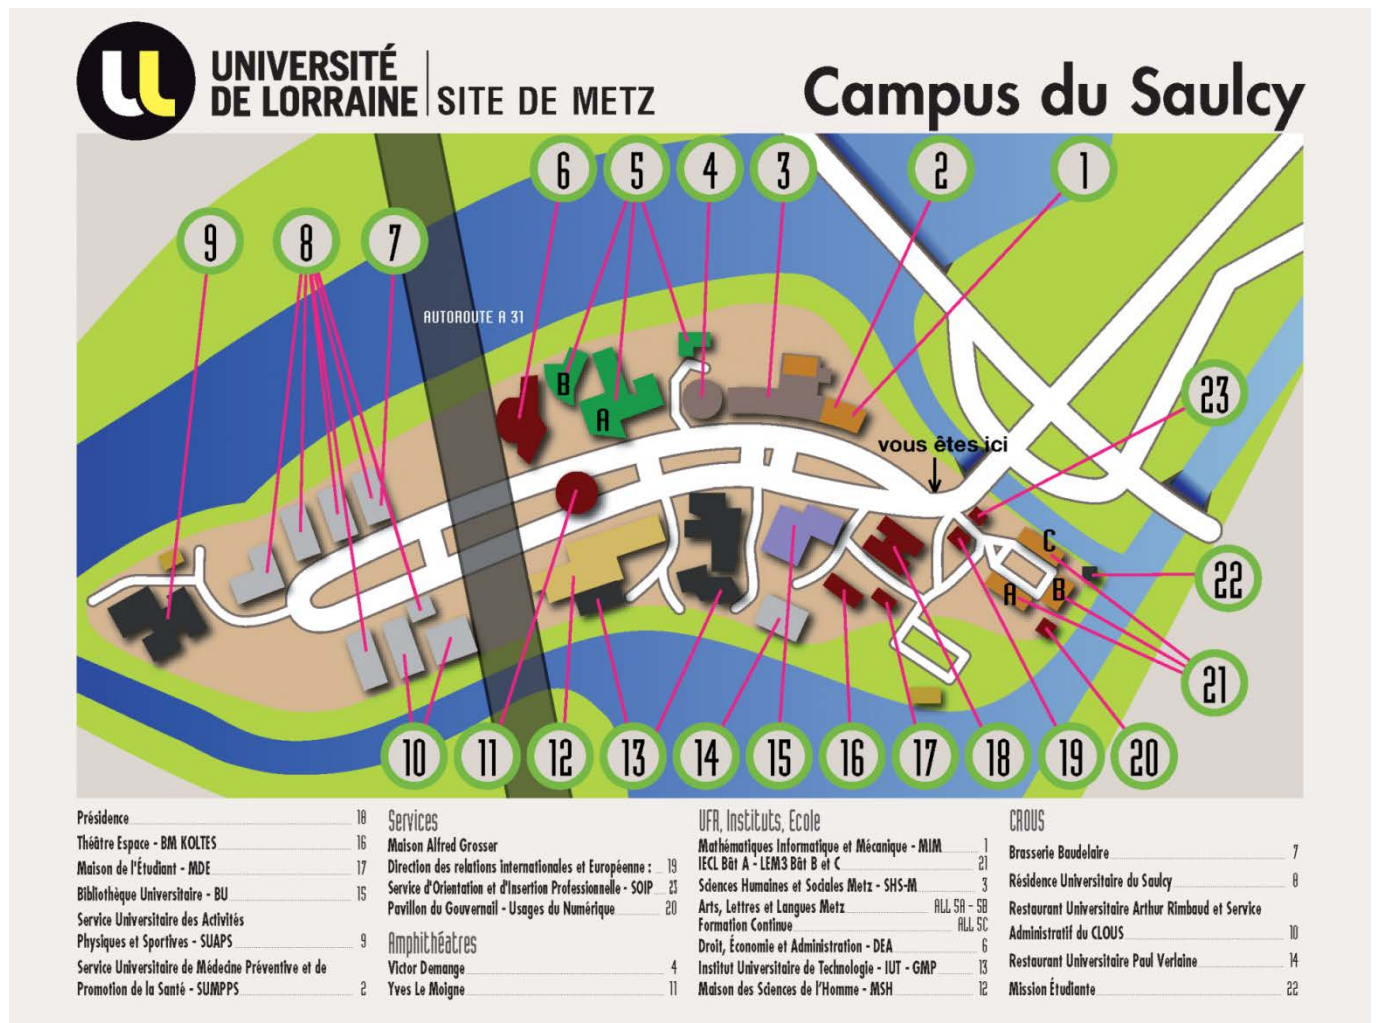 UL
UNIVERSITÉ
DE LORRAINE
SITE DE METZ
Campus du Saulcy
6
5
4
3
2
1
9
8
7
AUTOROUTE A 31
B
A
23
vous êtes ici
C
A
B
22
21
10
11
12
13
14
15
16
17
18
19
20
Présidence 18
Théâtre Espace - BM KOLTES 16
Maison de l'Étudiant - MDE 17
Bibliothèque Universitaire - BU 15
Service Universitaire des Activités
Physiques et Sportives - SUAPS 9
Service Universitaire de Médecine Préventive et de
Promotion de la Santé - SUMPPS 2
Services
Maison Alfred Grosser
Direction des relations internationales et Européenne : 19
Service d'Orientation et d'Insertion Professionnelle - SOIP 23
Pavillon du Gouvernail - Usages du Numérique 20
Amphithéatres
Victor Demange 4
Yves Le Moigne 11
UFR, Instituts, Ecole
Mathématiques Informatique et Mécanique - MIM 1
IECL Bât A - LEM3 Bât B et C 21
Sciences Humaines et Sociales Metz - SHS-M 3
Arts, Lettres et Langues Metz ALL 5A - 5B
Formation Continue ALL 5C
Droit, Économie et Administration - DEA 6
Institut Universitaire de Technologie - IUT - GMP 13
Maison des Sciences de l'Homme - MSH 12
CROUS
Brasserie Baudelaire 7
Résidence Universitaire du Saulcy 8
Restaurant Universitaire Arthur Rimbaud et Service
Administratif du CLOUS 10
Restaurant Universitaire Paul Verlaine 14
Mission Étudiante 22